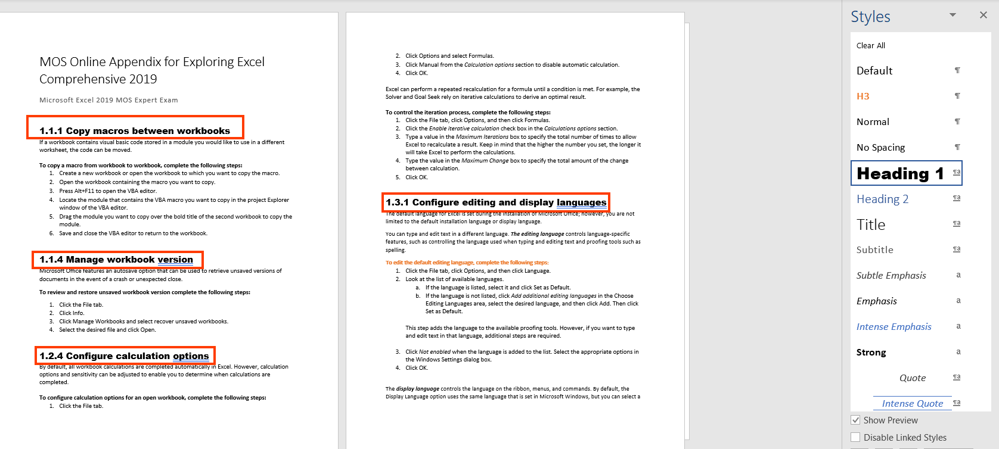 MOS Online Appendix for Exploring Excel
Comprehensive 2019
Microsoft Excel 2019 MOS Expert Exam
1.1.1 Copy macros between workbooks
If a workbook contains visual basic code stored in a module you would like to use in a different
worksheet, the code can be moved.
To copy a macro from workbook to workbook, complete the following steps:
1. Create a new workbook or open the workbook to which you want to copy the macro.
2. Open the workbook containing the macro you want to copy.
3. Press Alt+F11 to open the VBA editor.
4. Locate the module that contains the VBA macro you want to copy in the project Explorer
window of the VBA editor.
5. Drag the module you want to copy over the bold title of the second workbook to copy the
module.
6. Save and close the VBA editor to return to the workbook.
1.1.4 Manage workbook version
Microsoft Office features an autosave option that can be used to retrieve unsaved versions of
documents in the event of a crash or unexpected close.
To review and restore unsaved workbook version complete the following steps:
1. Click the File tab.
2. Click Info.
3. Click Manage Workbooks and select recover unsaved workbooks.
4. Select the desired file and click Open.
1.2.4 Configure calculation options
By default, all workbook calculations are completed automatically in Excel. However, calculation
options and sensitivity can be adjusted to enable you to determine when calculations are
completed.
To configure calculation options for an open workbook, complete the following steps:
1. Click the File tab.
2. Click Options and select Formulas.
3. Click Manual from the Calculation options section to disable automatic calculation.
4. Click OK.
Excel can perform a repeated recalculation for a formula until a condition is met. For example, the
Solver and Goal Seek rely on iterative calculations to derive an optimal result.
To control the iteration process, complete the following steps:
1. Click the File tab, click Options, and then click Formulas.
2. Click the Enable iterative calculation check box in the Calculations options section.
3. Type a value in the Maximum Iterations box to specify the total number of times to allow
Excel to recalculate a result. Keep in mind that the higher the number you set, the longer it
will take Excel to perform the calculations.
4. Type the value in the Maximum Change box to specify the total amount of the change
between calculation.
5. Click OK.
1.3.1 Configure editing and display languages
The default language for Excel is set during the installation of Microsoft Office; however, you are not
limited to the default installation language or display language.
You can type and edit text in a different language. The editing language controls language-specific
features, such as controlling the language used when typing and editing text and proofing tools such as
spelling.
To edit the default editing language, complete the following steps:
1. Click the File tab, click Options, and then click Language.
2. Look at the list of available languages.
a. If the language is listed, select it and click Set as Default.
b. If the language is not listed, click Add additional editing languages in the Choose
Editing Languages area, select the desired language, and then click Add. Then click
Set as Default.
This step adds the language to the available proofing tools. However, if you want to type
and edit text in that language, additional steps are required.
3. Click Not enabled when the language is added to the list. Select the appropriate options in
the Windows Settings dialog box.
4. Click OK.
The display language controls the language on the ribbon, menus, and commands. By default, the
Display Language option uses the same language that is set in Microsoft Windows, but you can select a
Styles
Clear All
Default ¶
H3 ¶
Normal ¶
No Spacing ¶
Heading 1 ¶a
Heading 2 ¶a
Title ¶a
Subtitle ¶a
Subtle Emphasis a
Emphasis a
Intense Emphasis a
Strong a
Quote ¶a
Intense Quote ¶a
Show Preview
Disable Linked Styles